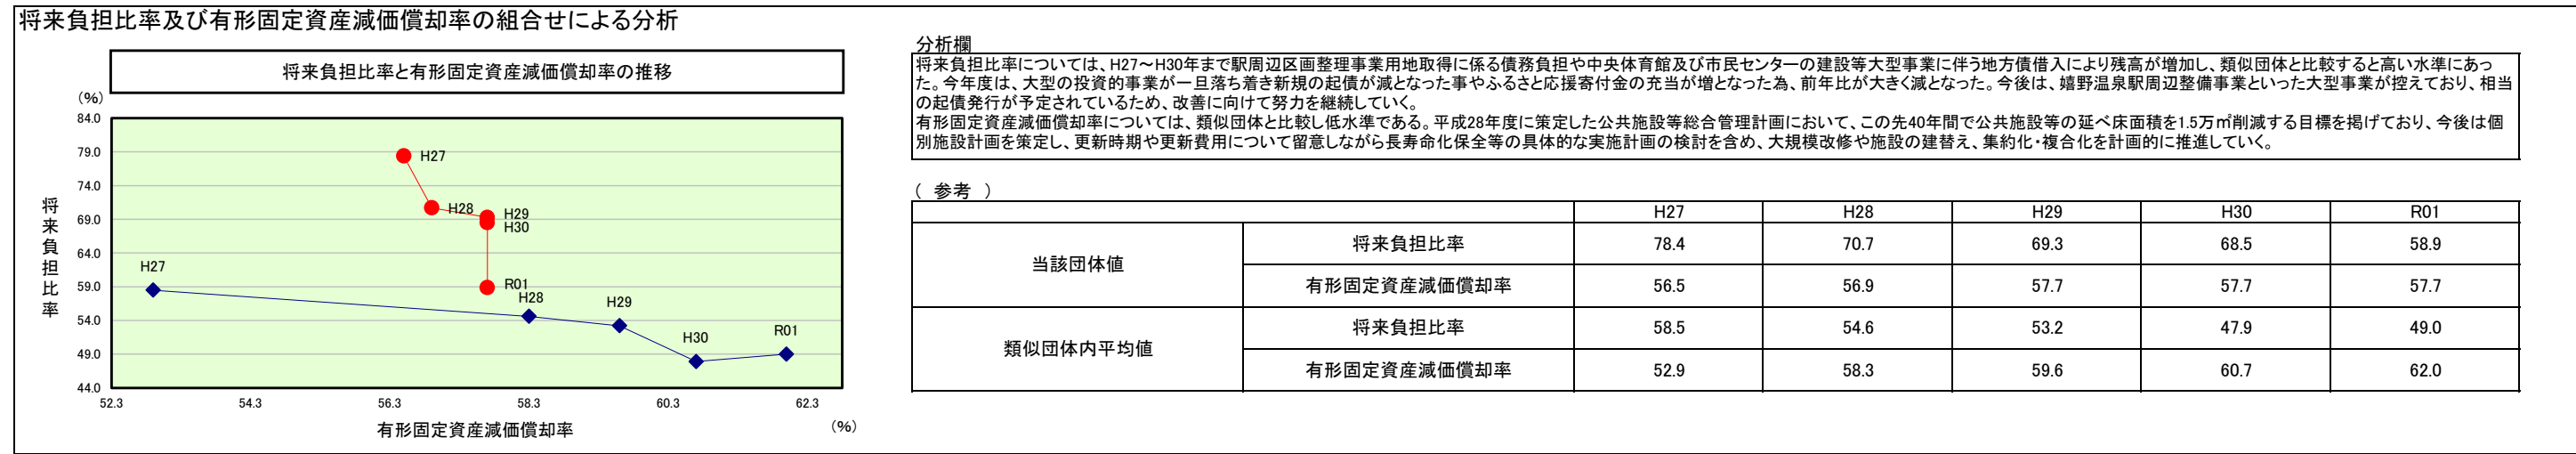 将来負担比率及び有形固定資産減価償却率の組合せによる分析
将来負担比率と有形固定資産減価償却率の推移
(%)
84.0
79.0
74.0
69.0
64.0
59.0
54.0
49.0
44.0
将来負担比率
H27
H28
H29
H30
R01
H27
H28
H29
H30
R01
52.3 54.3 56.3 58.3 60.3 62.3
有形固定資産減価償却率
(%)
分析欄
将来負担比率については、H27～H30年まで駅周辺区画整理事業用地取得に係る債務負担や中央体育館及び市民センターの建設等大型事業に伴う地方債借入により残高が増加し、類似団体と比較すると高い水準にあっ
た。今年度は、大型の投資的事業が一旦落ち着き新規の起債が減となった事やふるさと応援寄付金の充当が増となった為、前年比が大きく減となった。今後は、嬉野温泉駅周辺整備事業といった大型事業が控えており、相当
の起債発行が予定されているため、改善に向けて努力を継続していく。
有形固定資産減価償却率については、類似団体と比較し低水準である。平成28年度に策定した公共施設等総合管理計画において、この先40年間で公共施設等の延べ床面積を1.5万㎡削減する目標を掲げており、今後は個
別施設計画を策定し、更新時期や更新費用について留意しながら長寿命化保全等の具体的な実施計画の検討を含め、大規模改修や施設の建替え、集約化・複合化を計画的に推進していく。
( 参考 )
H27 H28 H29 H30 R01
当該団体値
将来負担比率 78.4 70.7 69.3 68.5 58.9
有形固定資産減価償却率 56.5 56.9 57.7 57.7 57.7
類似団体内平均値
将来負担比率 58.5 54.6 53.2 47.9 49.0
有形固定資産減価償却率 52.9 58.3 59.6 60.7 62.0